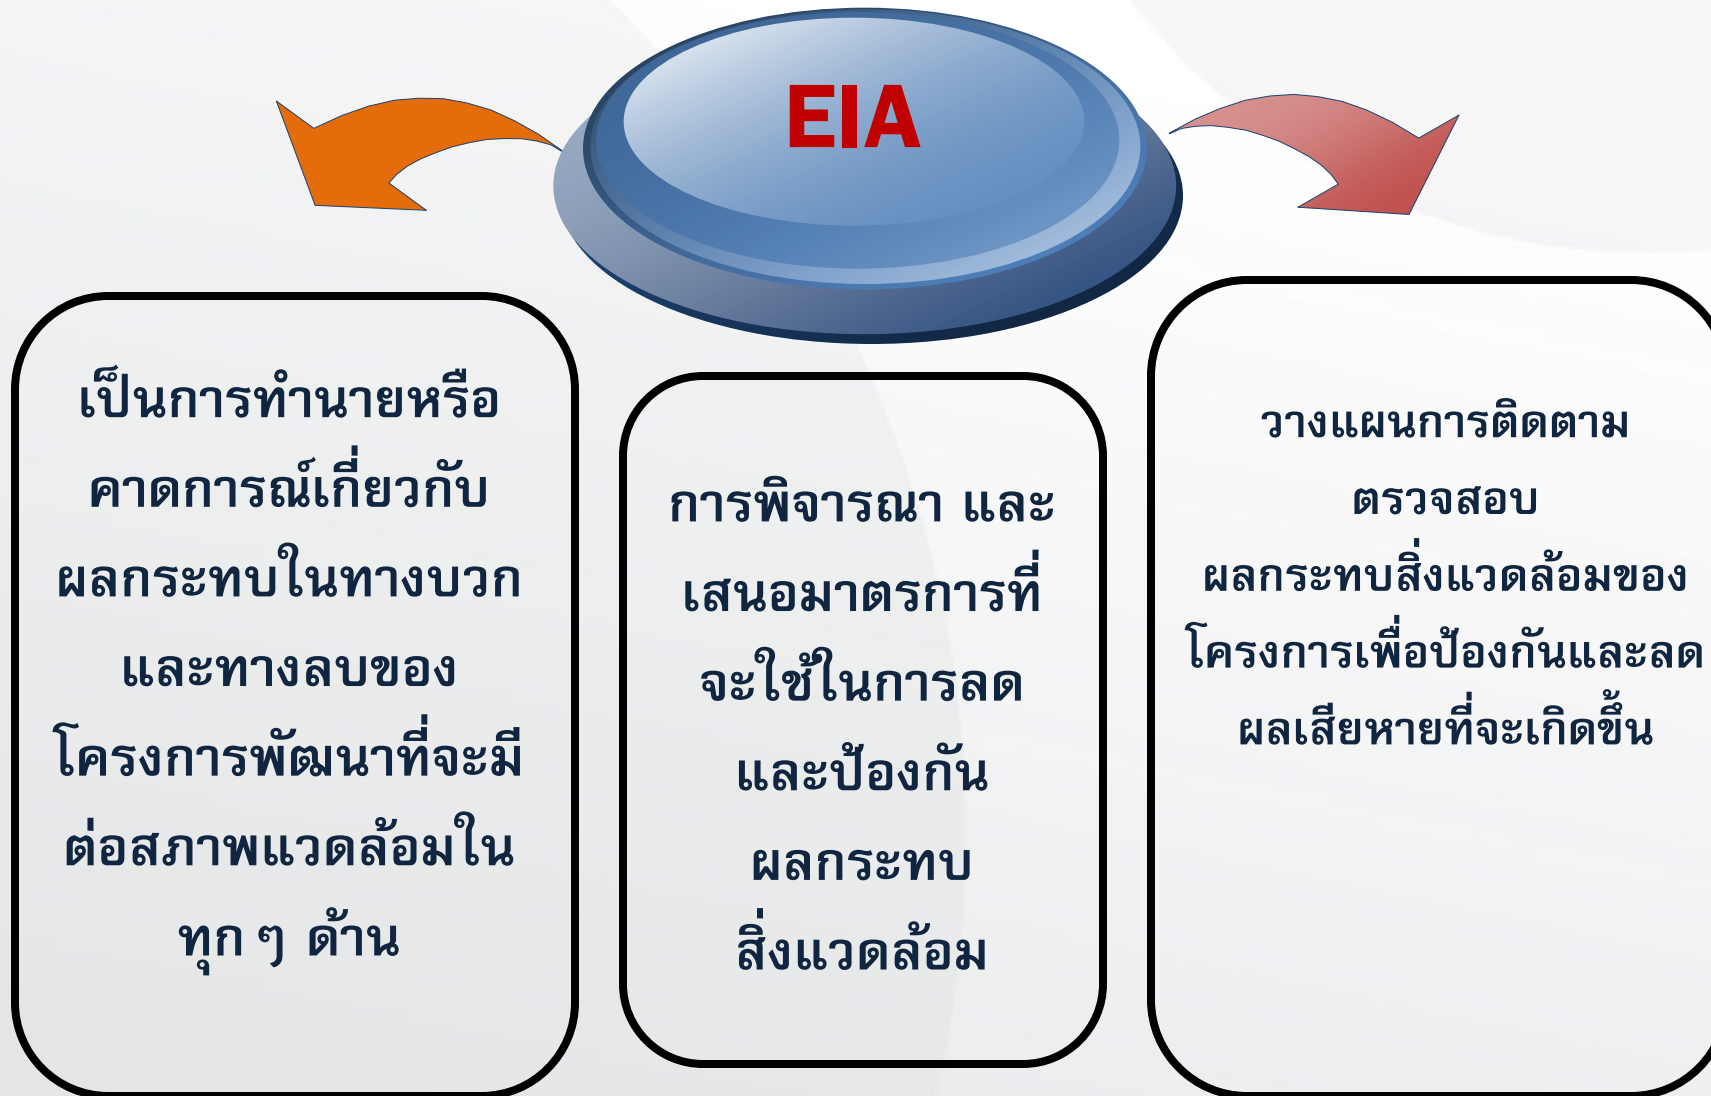 EIA
เป็นการทำนายหรือ
คาดการณ์เกี่ยวกับ
ผลกระทบในทางบวก
และทางลบของ
โครงการพัฒนาที่จะมี
ต่อสภาพแวดล้อมใน
ทุก ๆ ด้าน
การพิจารณา และ
เสนอมาตรการที่
จะใช้ในการลด
และป้องกัน
ผลกระทบ
สิ่งแวดล้อม
วางแผนการติดตาม
ตรวจสอบ
ผลกระทบสิ่งแวดล้อมของ
โครงการเพื่อป้องกันและลด
ผลเสียหายที่จะเกิดขึ้น